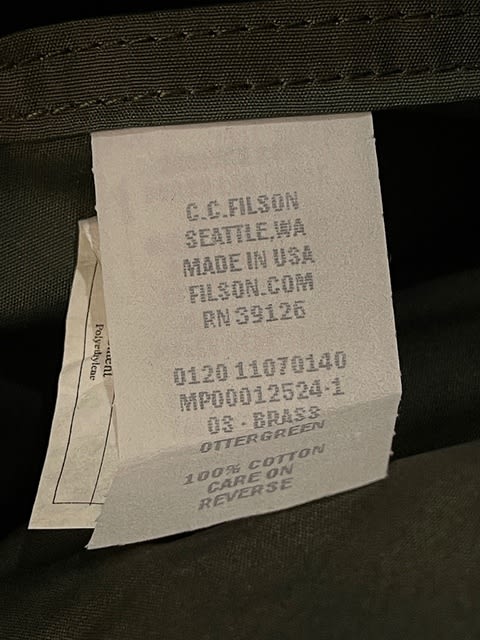 C.C.FILSON
SEATTLE,WA
MADE IN USA
FILSON.COM
RN 39126
0120 11070140
MP00012524-1
03 - BRASS
OTTERGREEN
100% COTTON
CARE ON
REVERSE
Polyethylene